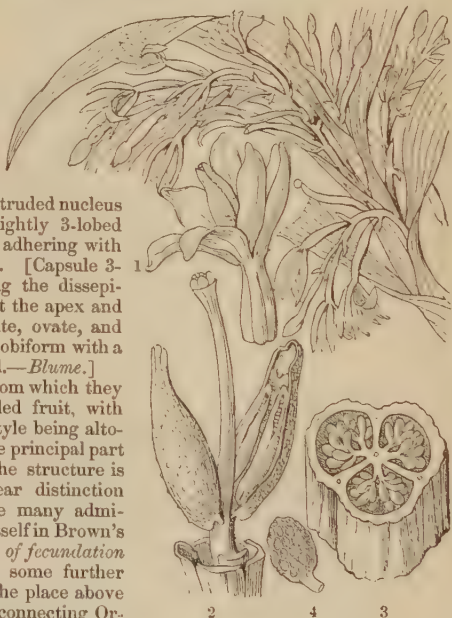 truded nucleus
ightly 3-lobed
adhering with
. [Capsule 3-
1
g the dissepi-
t the apex and
te, ovate, and
obiform with a
l.—Blume.]
om which they
led fruit, with
tyle being alto-
e principal part
he structure is
ear distinction
e many admi-
self in Brown's
of fecundation
some further
he place above
connecting Or-
2 4 3